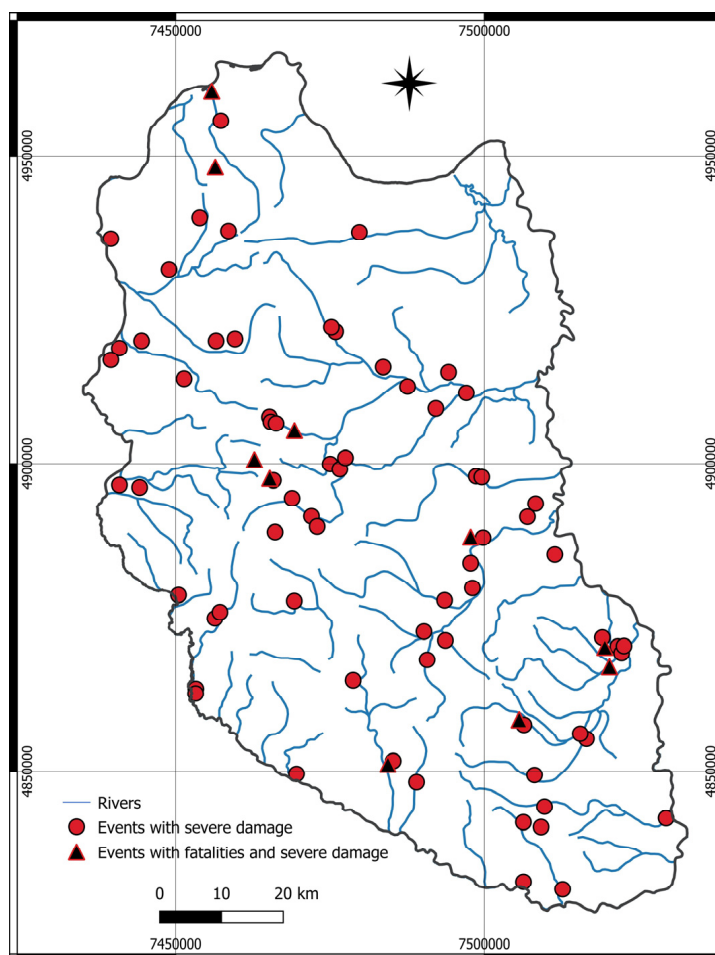 7450000 7500000
4950000 4950000
4900000 4900000
4850000 4850000
Rivers
Events with severe damage
Events with fatalities and severe damage
0 10 20 km
7450000 7500000